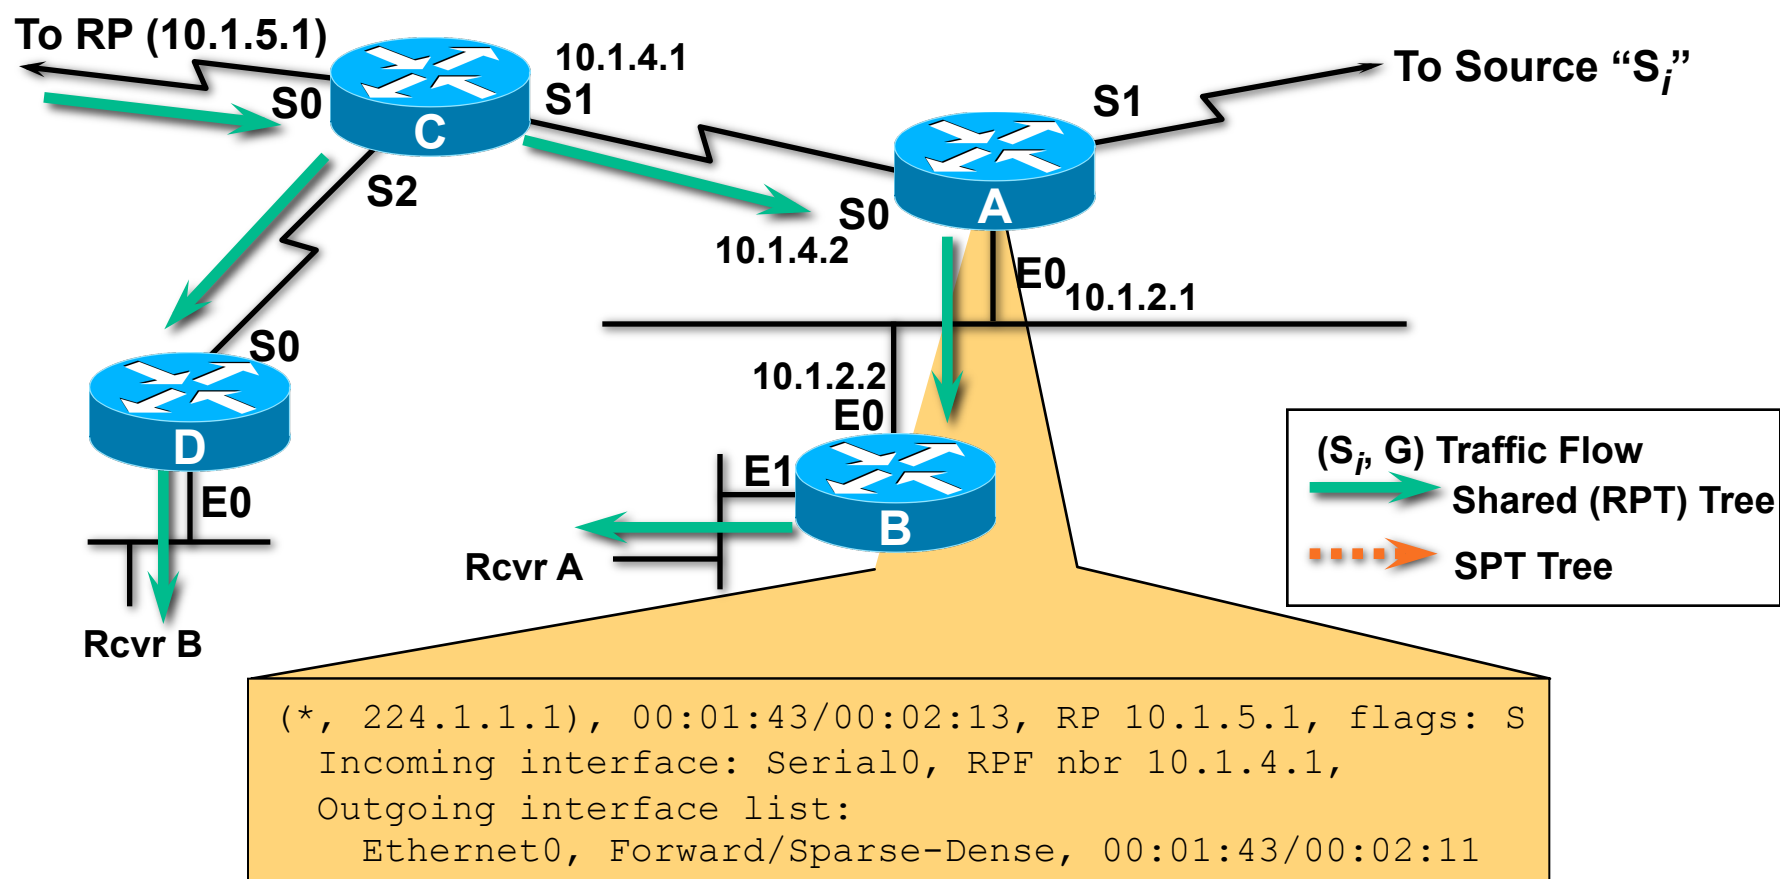 To RP (10.1.5.1)
10.1.4.1
To Source “Si”
S0
S1
S1
C
A
S2
S0
10.1.4.2
E0
10.1.2.1
S0
10.1.2.2
E0
D
(Si, G) Traffic Flow
E1
E0
Shared (RPT) Tree
B
Rcvr A
SPT Tree
Rcvr B
(*, 224.1.1.1), 00:01:43/00:02:13, RP 10.1.5.1, flags: S
Incoming interface: Serial0, RPF nbr 10.1.4.1,
Outgoing interface list:
Ethernet0, Forward/Sparse-Dense, 00:01:43/00:02:11